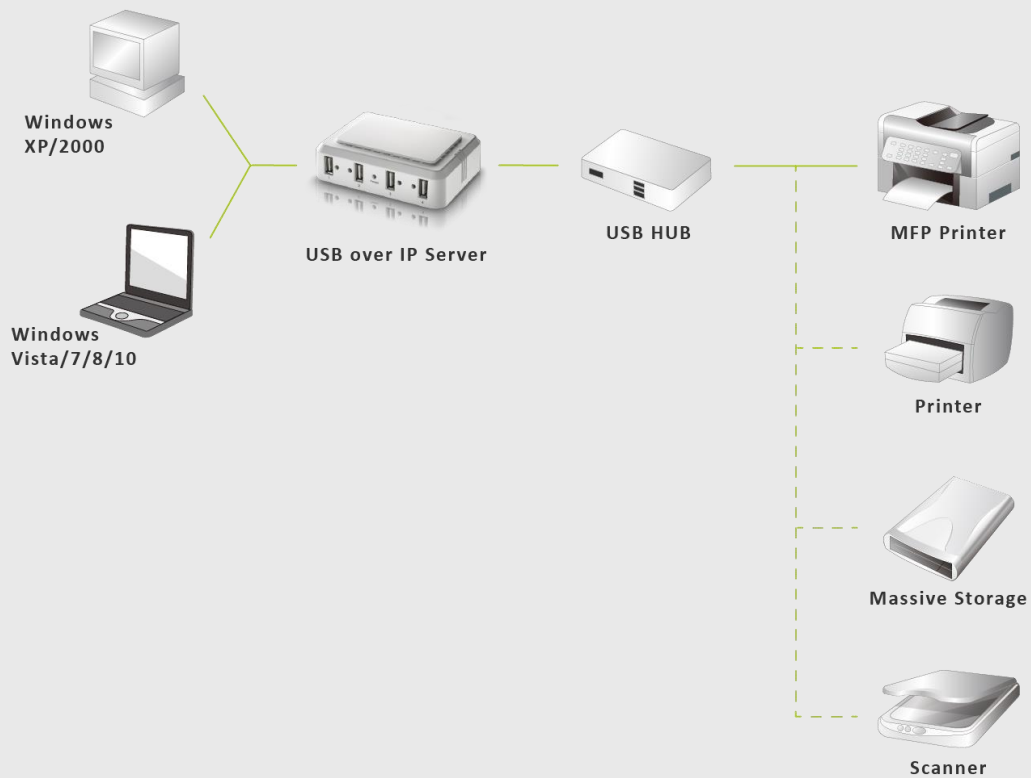 Windows
XP/2000
USB over IP Server
USB HUB
MFP Printer
Windows
Vista/7/8/10
Printer
Massive Storage
Scanner